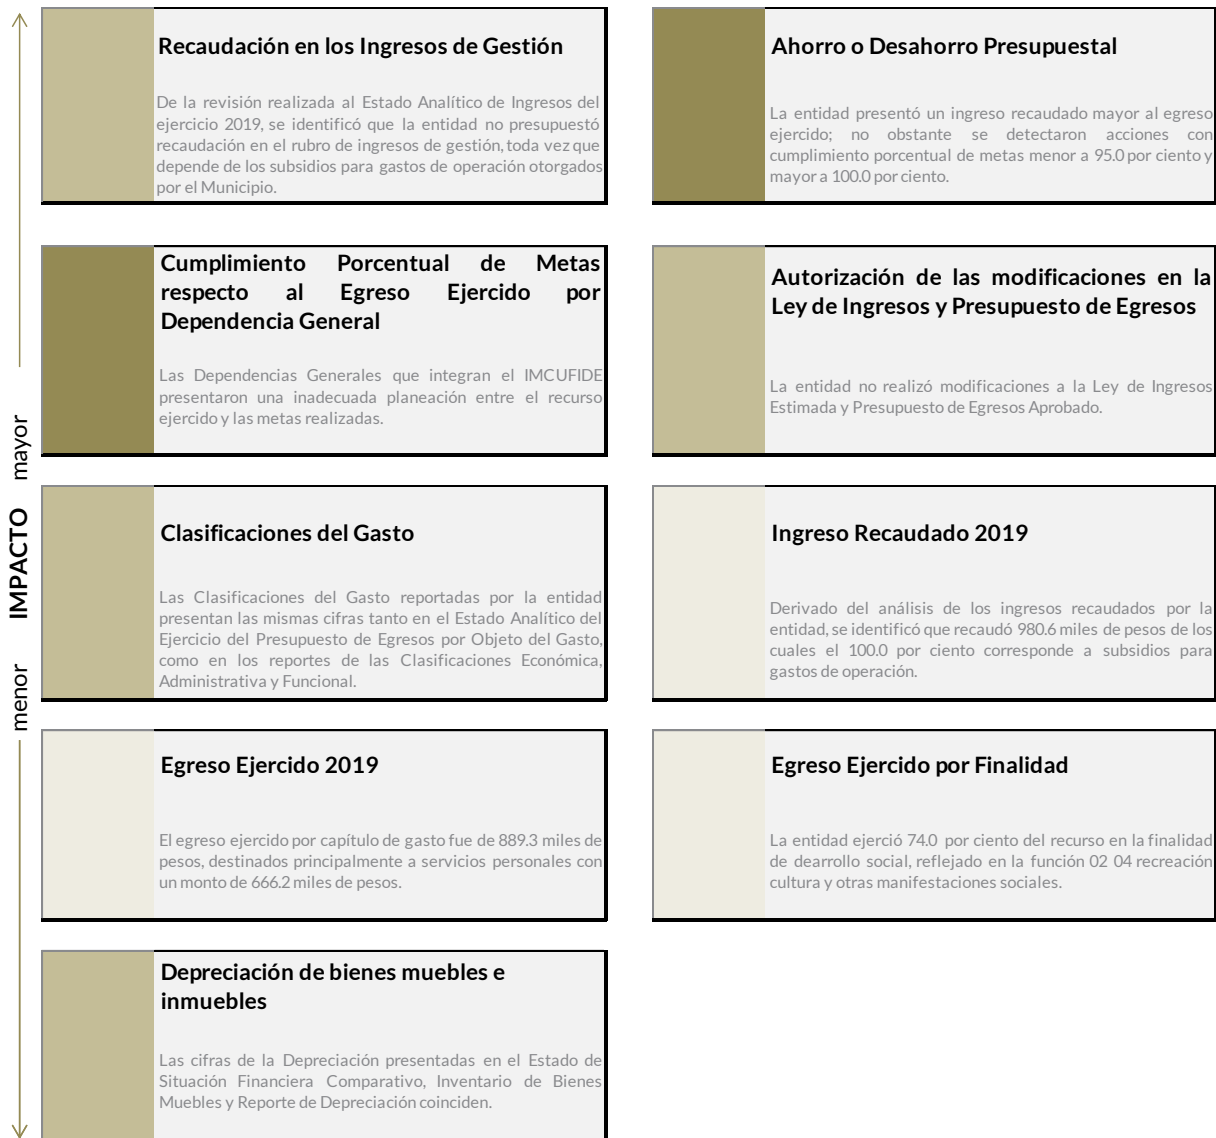 Recaudación en los Ingresos de Gestión
De la revisión realizada al Estado Analítico de Ingresos del
ejercicio 2019, se identificó que la entidad no presupuestó
recaudación en el rubro de ingresos de gestión, toda vez que
depende de los subsidios para gastos de operación otorgados
por el Municipio.
Ahorro o Desahorro Presupuestal
La entidad presentó un ingreso recaudado mayor al egreso
ejercido; no obstante se detectaron acciones con
cumplimiento porcentual de metas menor a 95.0 por ciento y
mayor a 100.0 por ciento.
Cumplimiento Porcentual de Metas
respecto al Egreso Ejercido por
Dependencia General
Las Dependencias Generales que integran el IMCUFIDE
presentaron una inadecuada planeación entre el recurso
ejercido y las metas realizadas.
Autorización de las modificaciones en la
Ley de Ingresos y Presupuesto de Egresos
La entidad no realizó modificaciones a la Ley de Ingresos
Estimada y Presupuesto de Egresos Aprobado.
menor IMPACTO mayor
Clasificaciones del Gasto
Las Clasificaciones del Gasto reportadas por la entidad
presentan las mismas cifras tanto en el Estado Analítico del
Ejercicio del Presupuesto de Egresos por Objeto del Gasto,
como en los reportes de las Clasificaciones Económica,
Administrativa y Funcional.
Ingreso Recaudado 2019
Derivado del análisis de los ingresos recaudados por la
entidad, se identificó que recaudó 980.6 miles de pesos de los
cuales el 100.0 por ciento corresponde a subsidios para
gastos de operación.
Egreso Ejercido 2019
El egreso ejercido por capítulo de gasto fue de 889.3 miles de
pesos, destinados principalmente a servicios personales con
un monto de 666.2 miles de pesos.
Egreso Ejercido por Finalidad
La entidad ejerció 74.0 por ciento del recurso en la finalidad
de dearrollo social, reflejado en la función 02 04 recreación
cultura y otras manifestaciones sociales.
Depreciación de bienes muebles e
inmuebles
Las cifras de la Depreciación presentadas en el Estado de
Situación Financiera Comparativo, Inventario de Bienes
Muebles y Reporte de Depreciación coinciden.